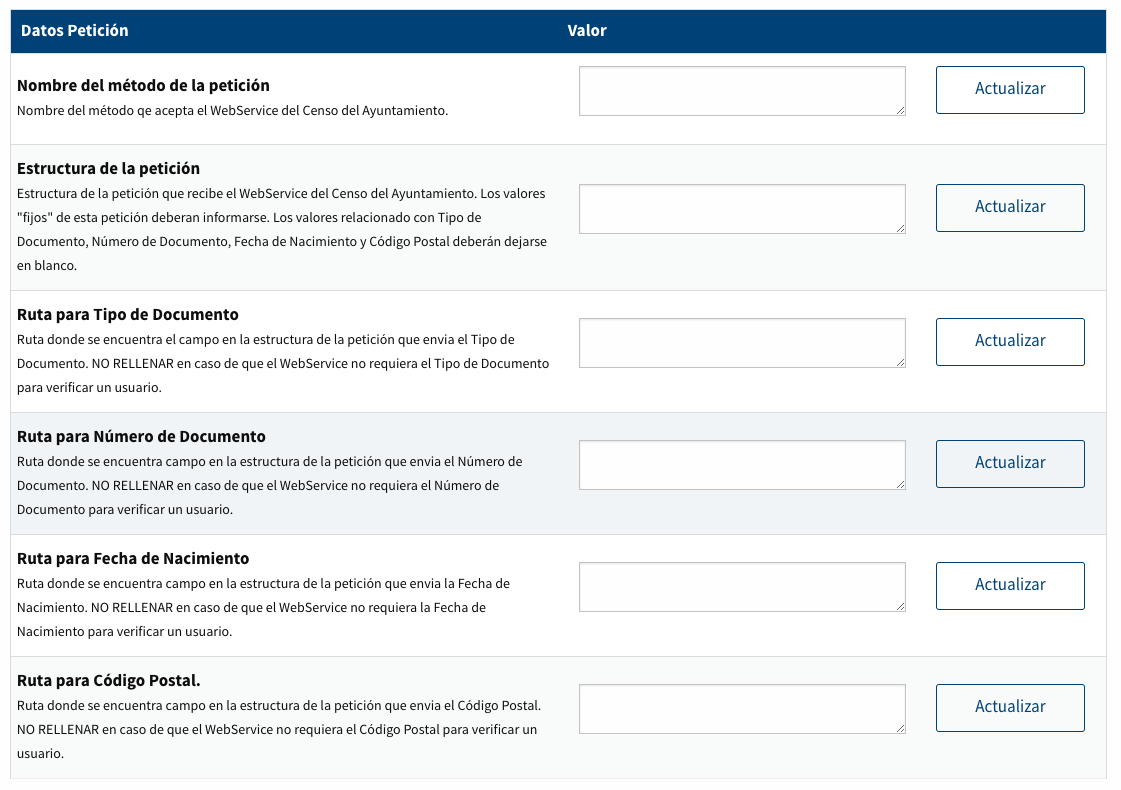 Datos Petición Valor
Nombre del método de la petición
Nombre del método qe acepta el WebService del Censo del Ayuntamiento.
Actualizar
Estructura de la petición
Estructura de la petición que recibe el WebService del Censo del Ayuntamiento. Los valores
"fijos" de esta petición deberan informarse. Los valores relacionado con Tipo de
Documento, Número de Documento, Fecha de Nacimiento y Código Postal deberán dejarse
en blanco.
Actualizar
Ruta para Tipo de Documento
Ruta donde se encuentra el campo en la estructura de la petición que envia el Tipo de
Documento. NO RELLENAR en caso de que el WebService no requiera el Tipo de Documento
para verificar un usuario.
Actualizar
Ruta para Número de Documento
Ruta donde se encuentra campo en la estructura de la petición que envia el Número de
Documento. NO RELLENAR en caso de que el WebService no requiera el Número de
Documento para verificar un usuario.
Actualizar
Ruta para Fecha de Nacimiento
Ruta donde se encuentra campo en la estructura de la petición que envia la Fecha de
Nacimiento. NO RELLENAR en caso de que el WebService no requiera la Fecha de
Nacimiento para verificar un usuario.
Actualizar
Ruta para Código Postal.
Ruta donde se encuentra campo en la estructura de la petición que envia el Código Postal.
NO RELLENAR en caso de que el WebService no requiera el Código Postal para verificar un
usuario.
Actualizar